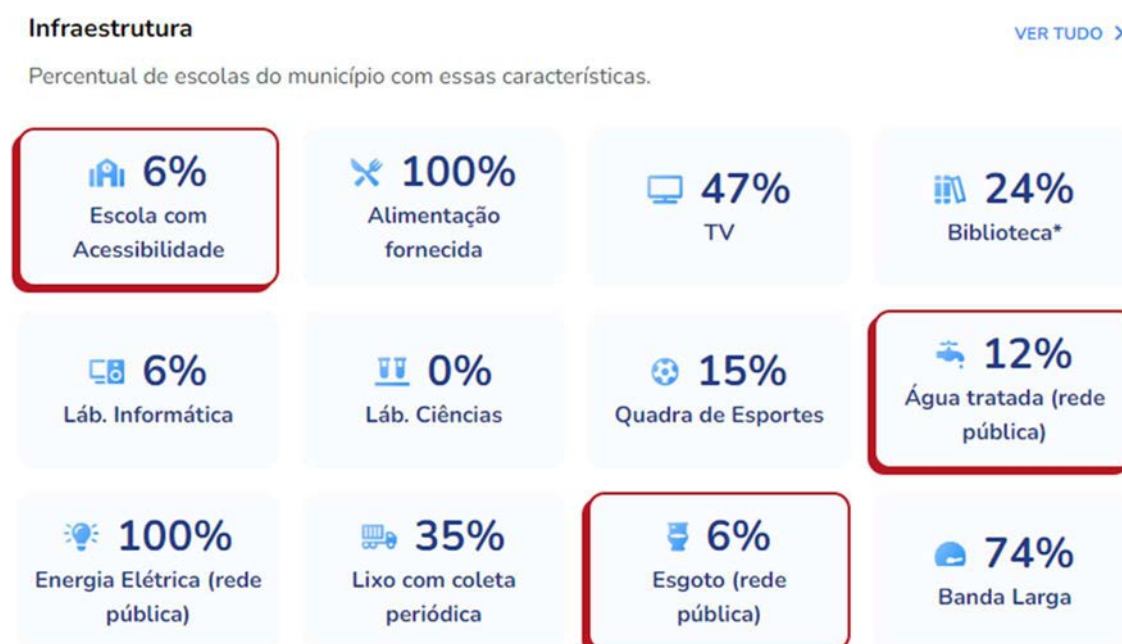 Infraestrutura
VER TUDO
Percentual de escolas do município com essas características.
6%
Escola com
Acessibilidade
100%
Alimentação
fornecida
47%
TV
24%
Biblioteca*
6%
Láb. Informática
0%
Láb. Ciências
15%
Quadra de Esportes
12%
Água tratada (rede
pública)
100%
Energia Elétrica (rede
pública)
35%
Lixo com coleta
periódica
6%
Esgoto (rede
pública)
74%
Banda Larga